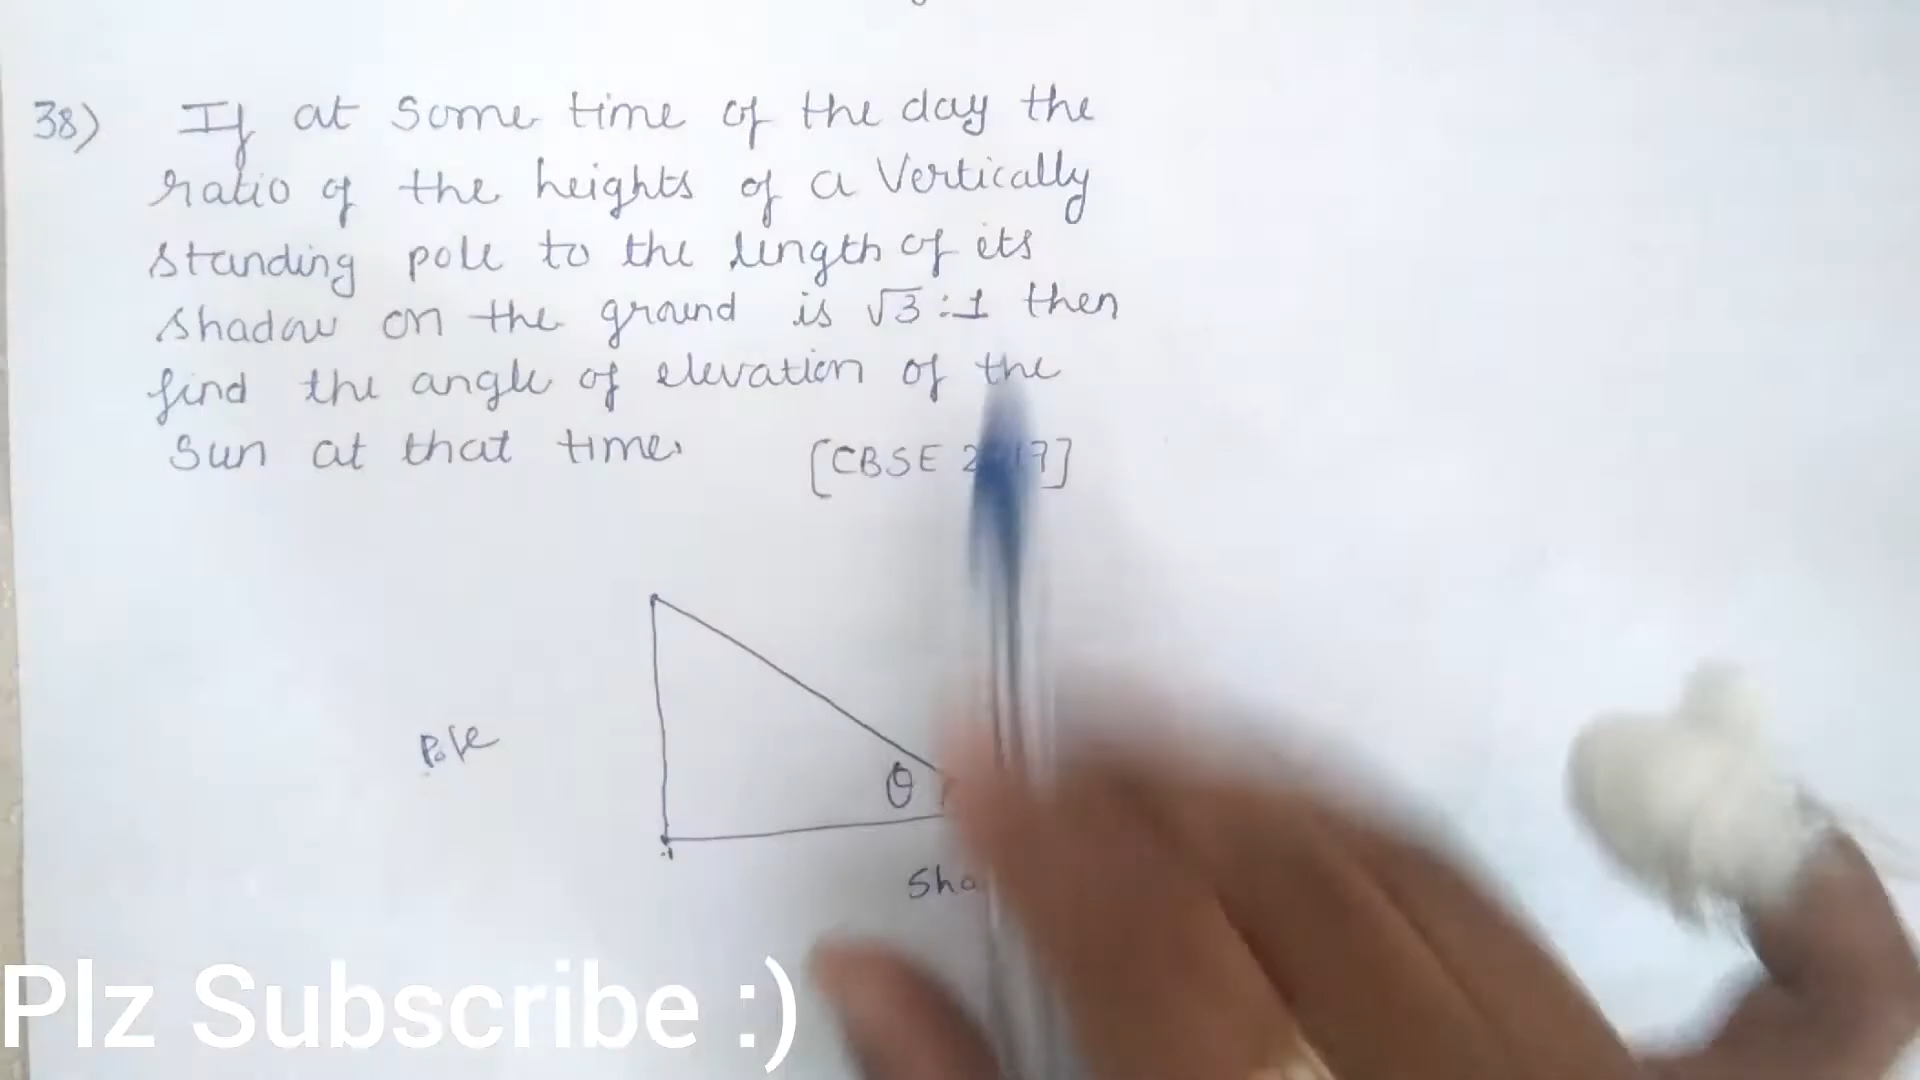 38) If at some time of the day the
ratio of the heights of a Vertically
standing pole to the length of its
shadow on the ground is √3:1 then
find the angle of elevation of the
Sun at that time.
[CBSE
Pole
θ
Plz Subscribe :)